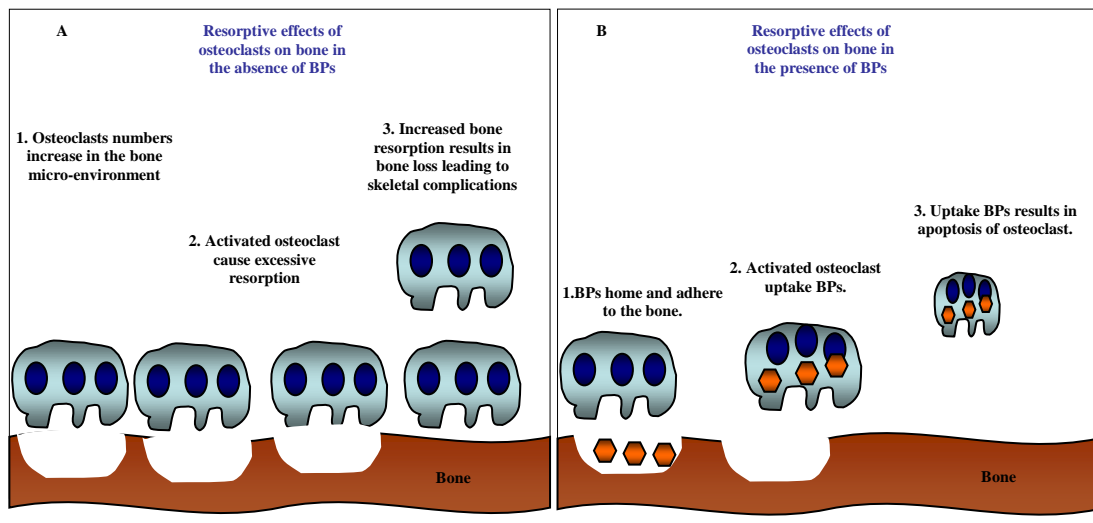 A
Resorptive effects of
osteoclasts on bone in
the absence of BPs
1. Osteoclasts numbers
increase in the bone
micro-environment
2. Activated osteoclast
cause excessive
resorption
3. Increased bone
resorption results in
bone loss leading to
skeletal complications
Bone
B
Resorptive effects of
osteoclasts on bone in
the presence of BPs
1.BPs home and adhere
to the bone.
2. Activated osteoclast
uptake BPs.
3. Uptake BPs results in
apoptosis of osteoclast.
Bone